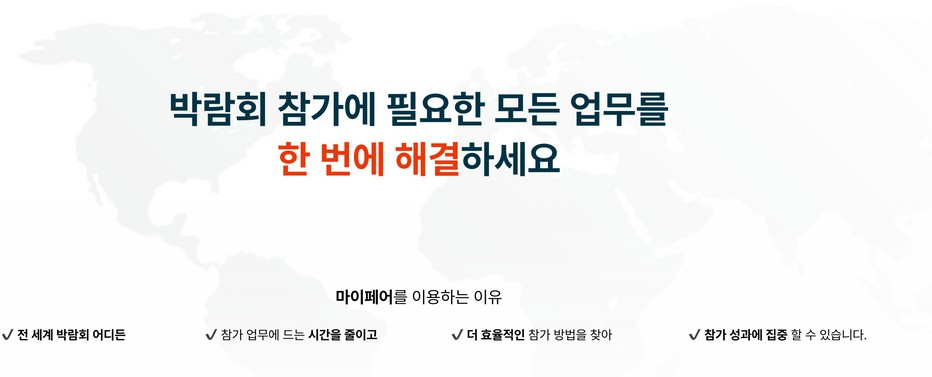 박람회 참가에 필요한 모든 업무를
한 번에 해결하세요
마이페어를 이용하는 이유
✓ 전 세계 박람회 어디든
✓ 참가 업무에 드는 시간을 줄이고
✓ 더 효율적인 참가 방법을 찾아
✓ 참가 성과에 집중 할 수 있습니다.